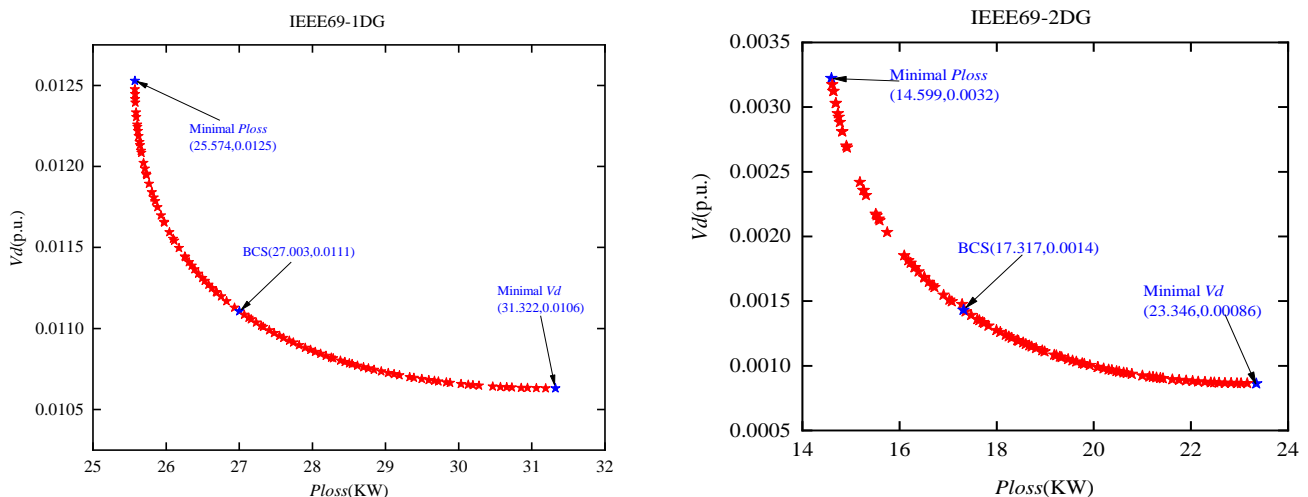 IEEE69-1DG
0.0125
0.0120
0.0115
0.0110
0.0105
Vd(p.u.)
Minimal Ploss
(25.574,0.0125)
BCS(27.003,0.0111)
Minimal Vd
(31.322,0.0106)
25 26 27 28 29 30 31 32
Ploss(KW)
IEEE69-2DG
0.0035
0.0030
0.0025
0.0020
0.0015
0.0010
0.0005
Vd(p.u.)
Minimal Ploss
(14.599,0.0032)
BCS(17.317,0.0014)
Minimal Vd
(23.346,0.00086)
14 16 18 20 22 24
Ploss(KW)